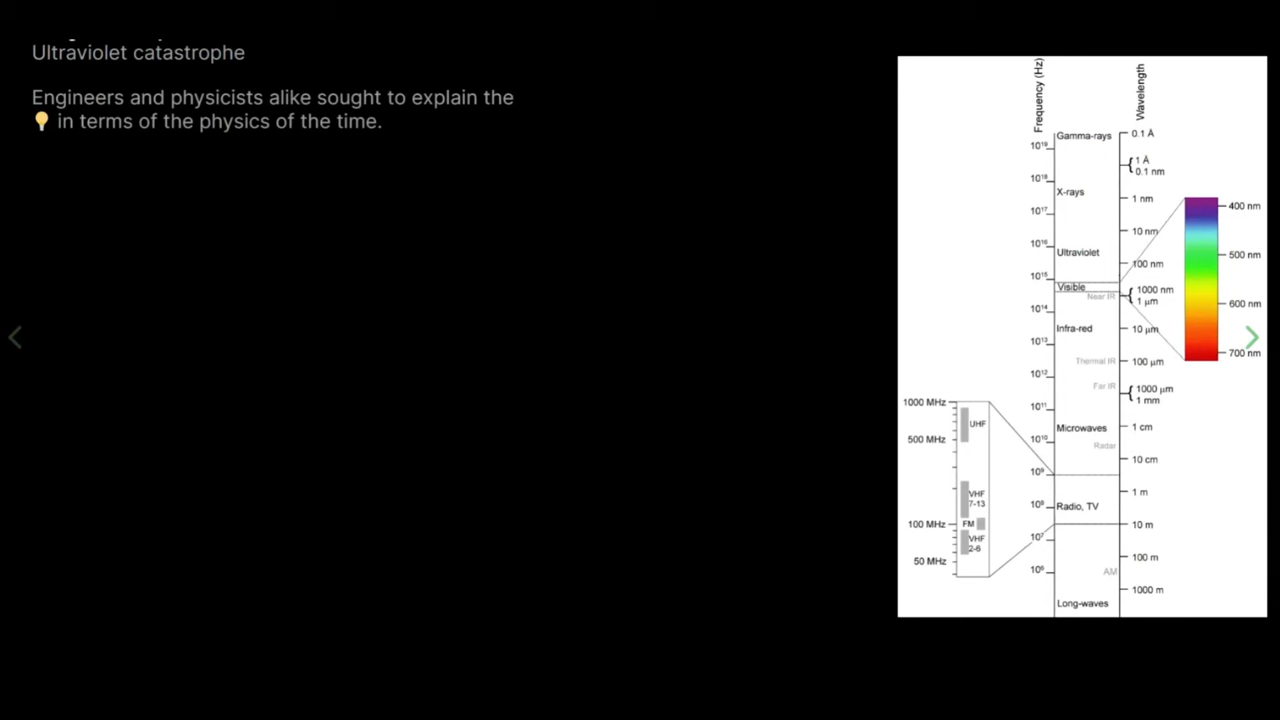 Ultraviolet catastrophe
Engineers and physicists alike sought to explain the
💡 in terms of the physics of the time.
Frequency (Hz)
Wavelength
Gamma-rays
0.1 Å
10¹⁹
1 Å
0.1 nm
10¹⁸
X-rays
1 nm
400 nm
10¹⁷
10 nm
10¹⁶
Ultraviolet
500 nm
100 nm
10¹⁵
Visible
1000 nm
Near IR
1 µm
600 nm
10¹⁴
Infra-red
10 µm
10¹³
700 nm
Thermal IR
100 µm
10¹²
Far IR
1000 µm
1 mm
1000 MHz
10¹¹
UHF
Microwaves
1 cm
500 MHz
10¹⁰
Radar
10 cm
10⁹
VHF
7-13
1 m
10⁸
Radio, TV
100 MHz
FM
10 m
VHF
2-6
10⁷
50 MHz
100 m
10⁶
AM
1000 m
Long-waves